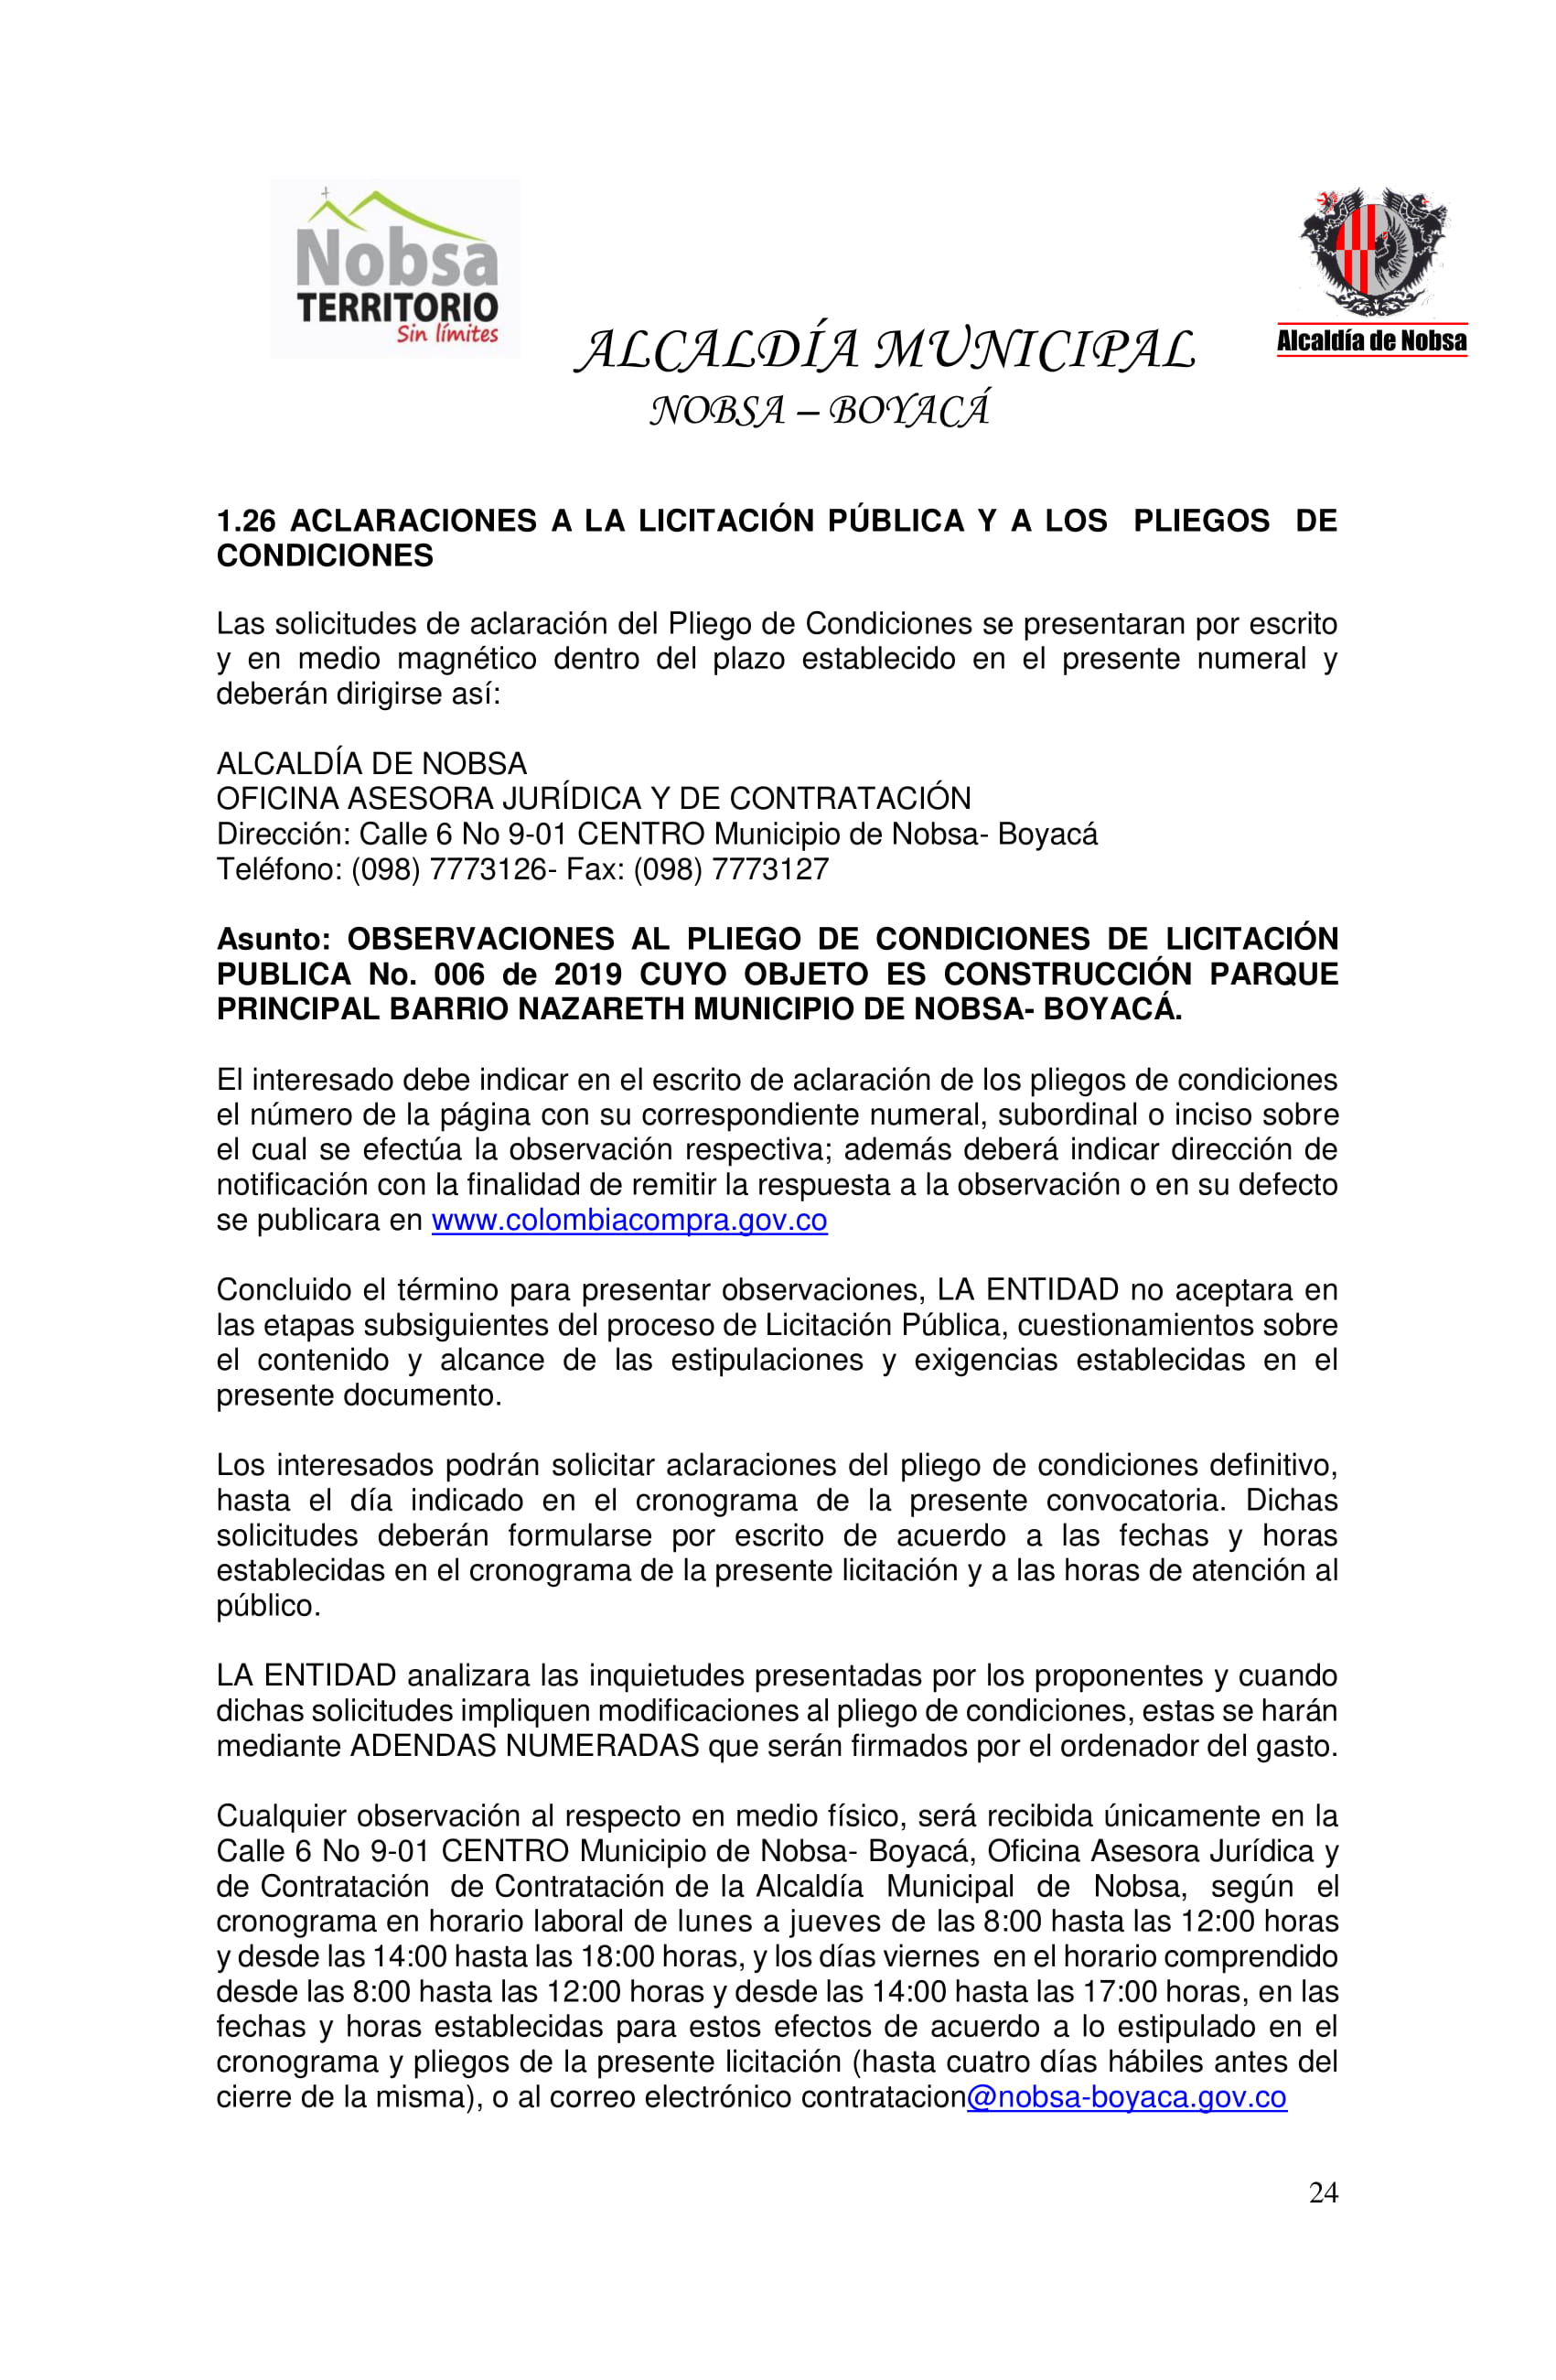 Nobsa
TERRITORIO
Sin límites
Alcaldía de Nobsa
ALCALDÍA MUNICIPAL
NOBSA – BOYACÁ
1.26 ACLARACIONES A LA LICITACIÓN PÚBLICA Y A LOS PLIEGOS DE
CONDICIONES
Las solicitudes de aclaración del Pliego de Condiciones se presentaran por escrito
y en medio magnético dentro del plazo establecido en el presente numeral y
deberán dirigirse así:
ALCALDÍA DE NOBSA
OFICINA ASESORA JURÍDICA Y DE CONTRATACIÓN
Dirección: Calle 6 No 9-01 CENTRO Municipio de Nobsa- Boyacá
Teléfono: (098) 7773126- Fax: (098) 7773127
Asunto: OBSERVACIONES AL PLIEGO DE CONDICIONES DE LICITACIÓN
PUBLICA No. 006 de 2019 CUYO OBJETO ES CONSTRUCCIÓN PARQUE
PRINCIPAL BARRIO NAZARETH MUNICIPIO DE NOBSA- BOYACÁ.
El interesado debe indicar en el escrito de aclaración de los pliegos de condiciones
el número de la página con su correspondiente numeral, subordinal o inciso sobre
el cual se efectúa la observación respectiva; además deberá indicar dirección de
notificación con la finalidad de remitir la respuesta a la observación o en su defecto
se publicara en www.colombiacompra.gov.co
Concluido el término para presentar observaciones, LA ENTIDAD no aceptara en
las etapas subsiguientes del proceso de Licitación Pública, cuestionamientos sobre
el contenido y alcance de las estipulaciones y exigencias establecidas en el
presente documento.
Los interesados podrán solicitar aclaraciones del pliego de condiciones definitivo,
hasta el día indicado en el cronograma de la presente convocatoria. Dichas
solicitudes deberán formularse por escrito de acuerdo a las fechas y horas
establecidas en el cronograma de la presente licitación y a las horas de atención al
público.
LA ENTIDAD analizara las inquietudes presentadas por los proponentes y cuando
dichas solicitudes impliquen modificaciones al pliego de condiciones, estas se harán
mediante ADENDAS NUMERADAS que serán firmados por el ordenador del gasto.
Cualquier observación al respecto en medio físico, será recibida únicamente en la
Calle 6 No 9-01 CENTRO Municipio de Nobsa- Boyacá, Oficina Asesora Jurídica y
de Contratación de Contratación de la Alcaldía Municipal de Nobsa, según el
cronograma en horario laboral de lunes a jueves de las 8:00 hasta las 12:00 horas
y desde las 14:00 hasta las 18:00 horas, y los días viernes en el horario comprendido
desde las 8:00 hasta las 12:00 horas y desde las 14:00 hasta las 17:00 horas, en las
fechas y horas establecidas para estos efectos de acuerdo a lo estipulado en el
cronograma y pliegos de la presente licitación (hasta cuatro días hábiles antes del
cierre de la misma), o al correo electrónico contratacion@nobsa-boyaca.gov.co
24